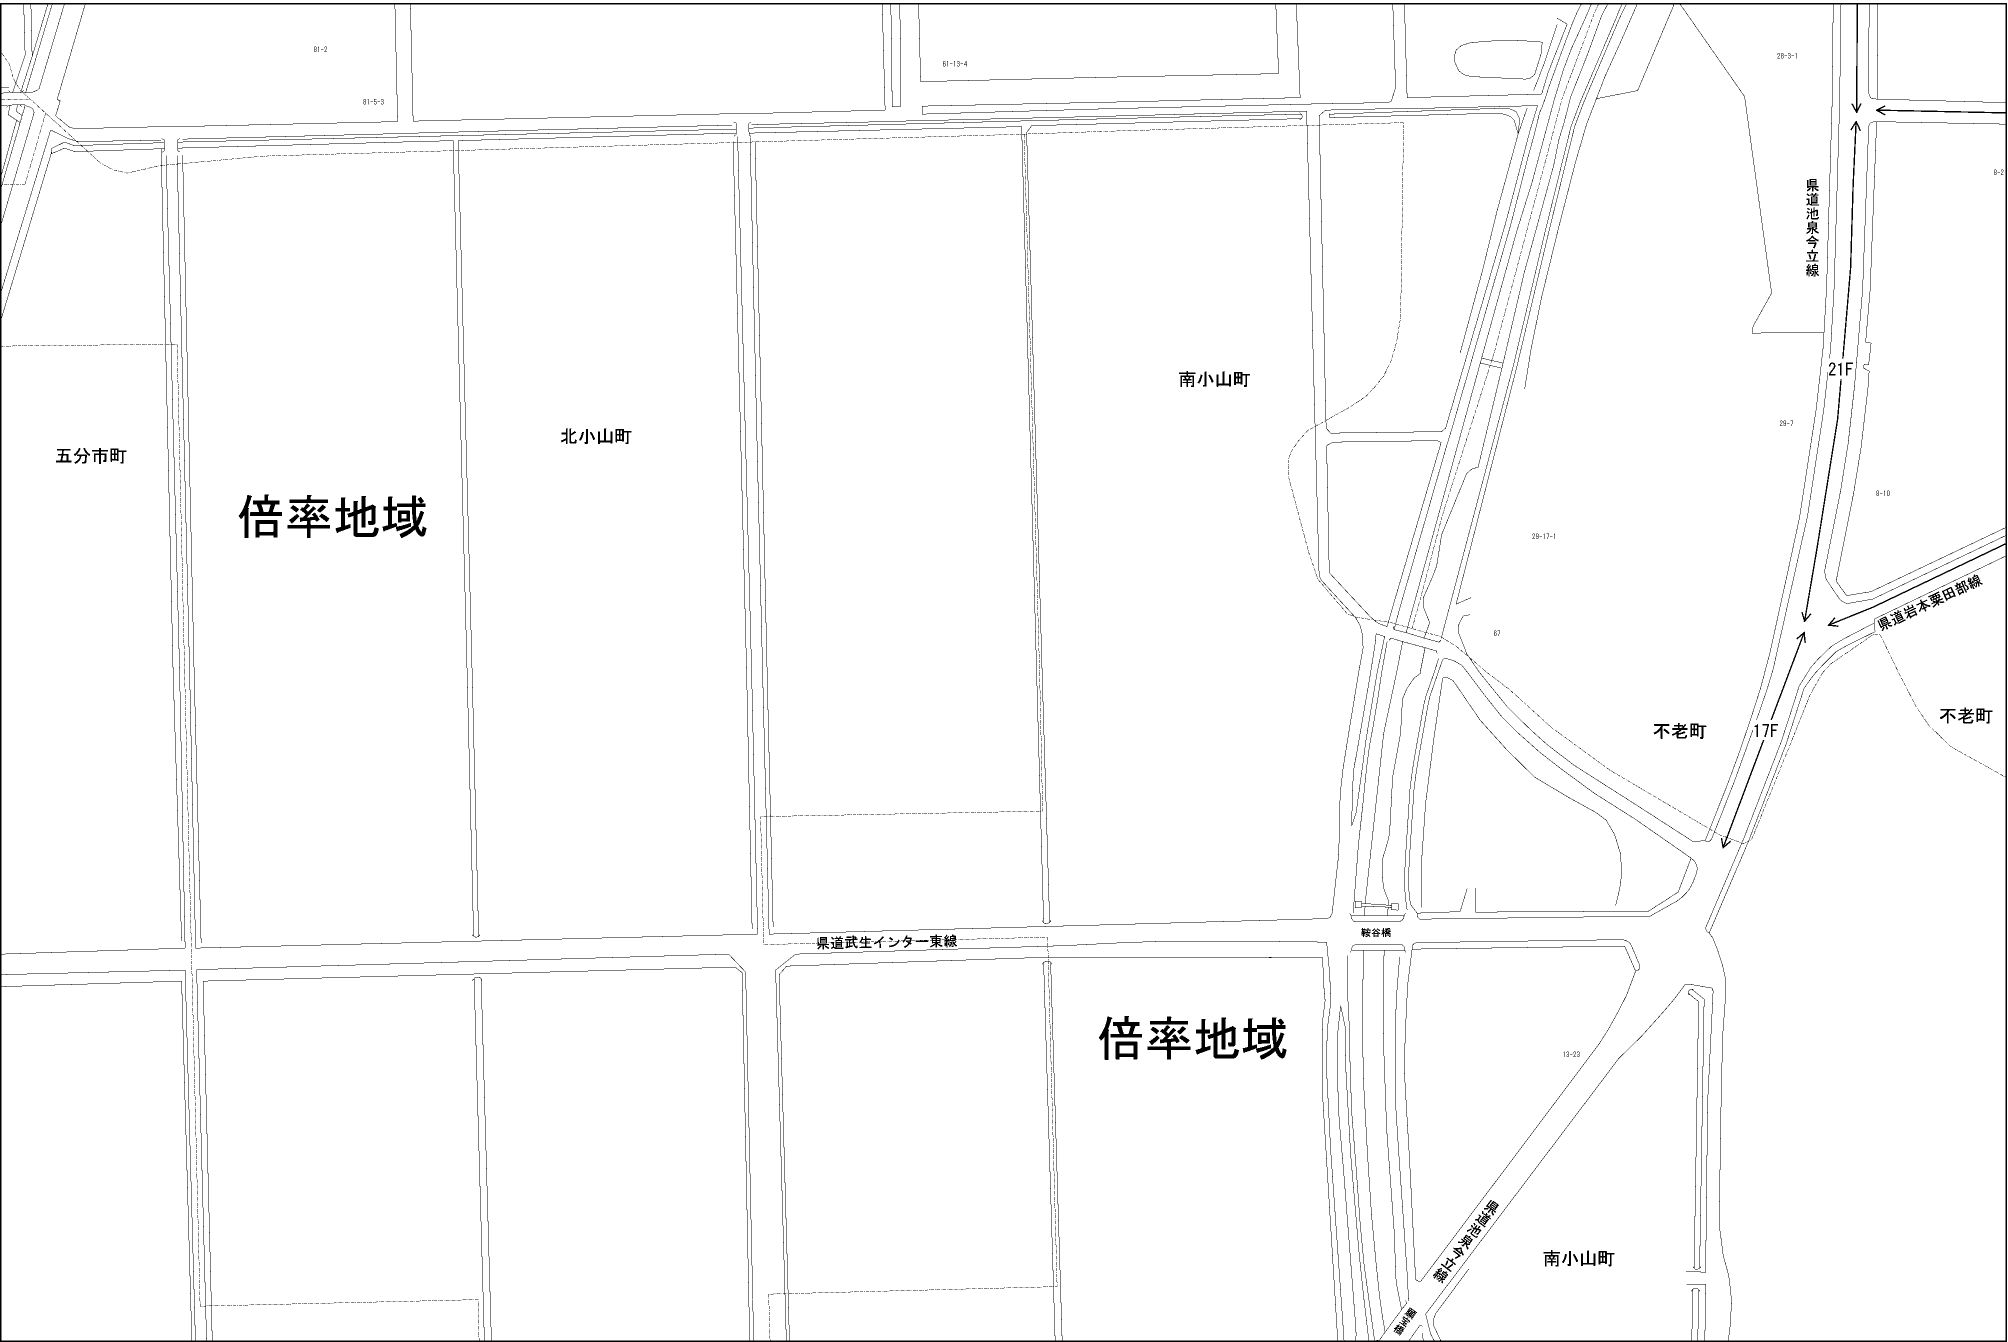 81-2
61-13-4
28-3-1
81-5-3
8-2
県道池泉今立線
21F
南小山町
29-7
北小山町
五分市町
9-10
倍率地域
29-17-1
県道岩本粟田部線
67
不老町
不老町
17F
鞍谷橋
県道武生インター東線
倍率地域
13-23
県道池泉今立線
南小山町